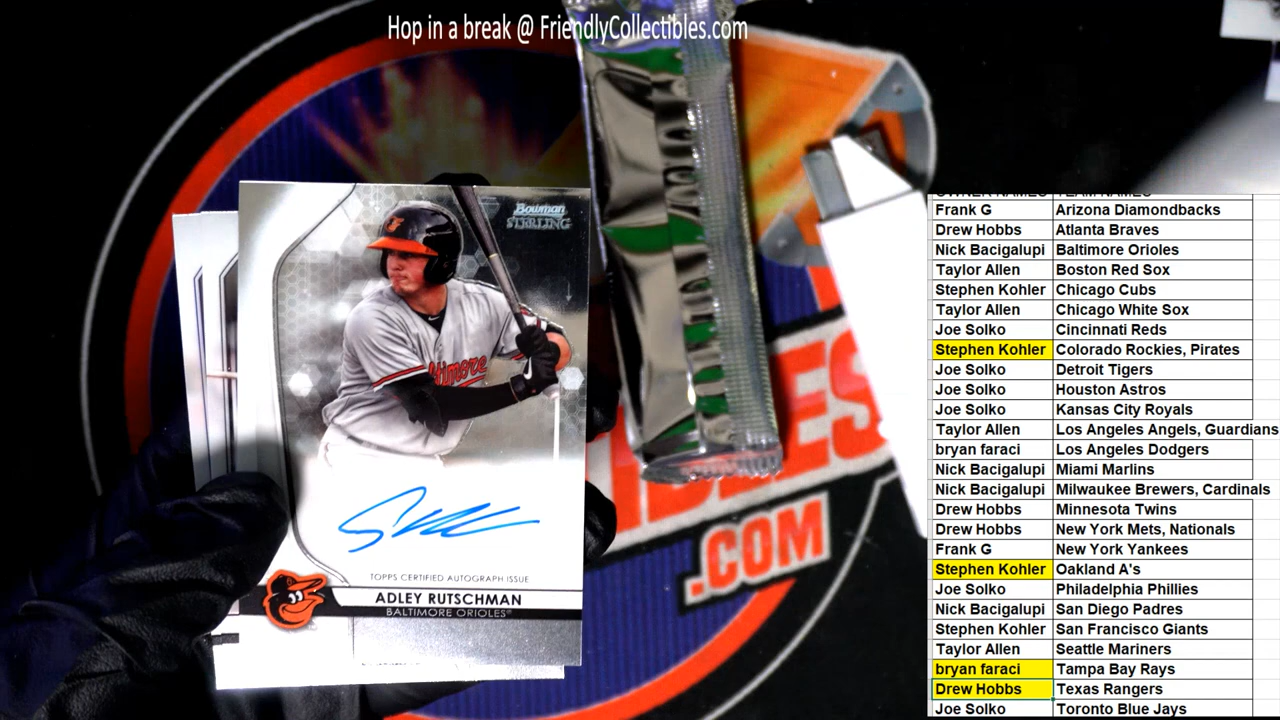 Hop in a break @ FriendlyCollectibles.com
Bowman
STERLING
timore
TOPPS CERTIFIED AUTOGRAPH ISSUE
ADLEY RUTSCHMAN
BALTIMORE ORIOLES®
.COM
OWNER NAMES TEAM NAMES
Frank G Arizona Diamondbacks
Drew Hobbs Atlanta Braves
Nick Bacigalupi Baltimore Orioles
Taylor Allen Boston Red Sox
Stephen Kohler Chicago Cubs
Taylor Allen Chicago White Sox
Joe Solko Cincinnati Reds
Stephen Kohler Colorado Rockies, Pirates
Joe Solko Detroit Tigers
Joe Solko Houston Astros
Joe Solko Kansas City Royals
Taylor Allen Los Angeles Angels, Guardians
bryan faraci Los Angeles Dodgers
Nick Bacigalupi Miami Marlins
Nick Bacigalupi Milwaukee Brewers, Cardinals
Drew Hobbs Minnesota Twins
Drew Hobbs New York Mets, Nationals
Frank G New York Yankees
Stephen Kohler Oakland A's
Joe Solko Philadelphia Phillies
Nick Bacigalupi San Diego Padres
Stephen Kohler San Francisco Giants
Taylor Allen Seattle Mariners
bryan faraci Tampa Bay Rays
Drew Hobbs Texas Rangers
Joe Solko Toronto Blue Jays